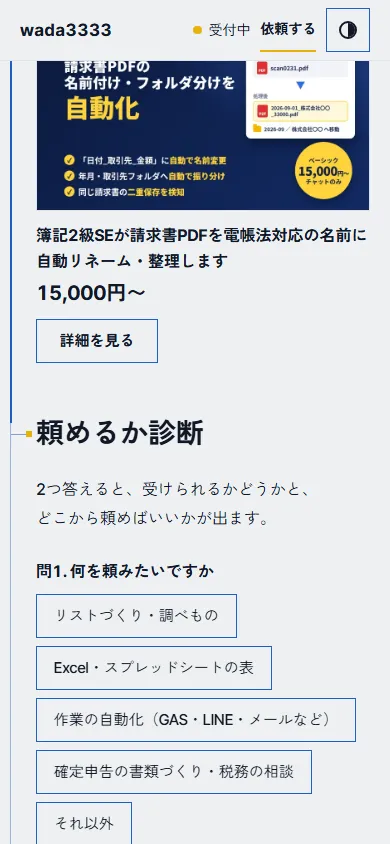 wada3333
受付中 依頼する
請求書PDFの
名前付け・フォルダ分けを
自動化
「日付_取引先_金額」に自動で名前変更
年月・取引先フォルダへ自動で振り分け
同じ請求書の二重保存を検知
PDF
scan0231.pdf
処理後
PDF
2026-09-01_株式会社〇〇
_33000.pdf
2026-09 / 株式会社〇〇 へ移動
ベーシック
15,000円〜
チャットのみ
簿記2級SEが請求書PDFを電帳法対応の名前に
自動リネーム・整理します
15,000円〜
詳細を見る
頼めるか診断
2つ答えると、受けられるかどうかと、
どこから頼めばいいかが出ます。
問1. 何を頼みたいですか
リストづくり・調べもの
Excel・スプレッドシートの表
作業の自動化（GAS・LINE・メールなど）
確定申告の書類づくり・税務の相談
それ以外